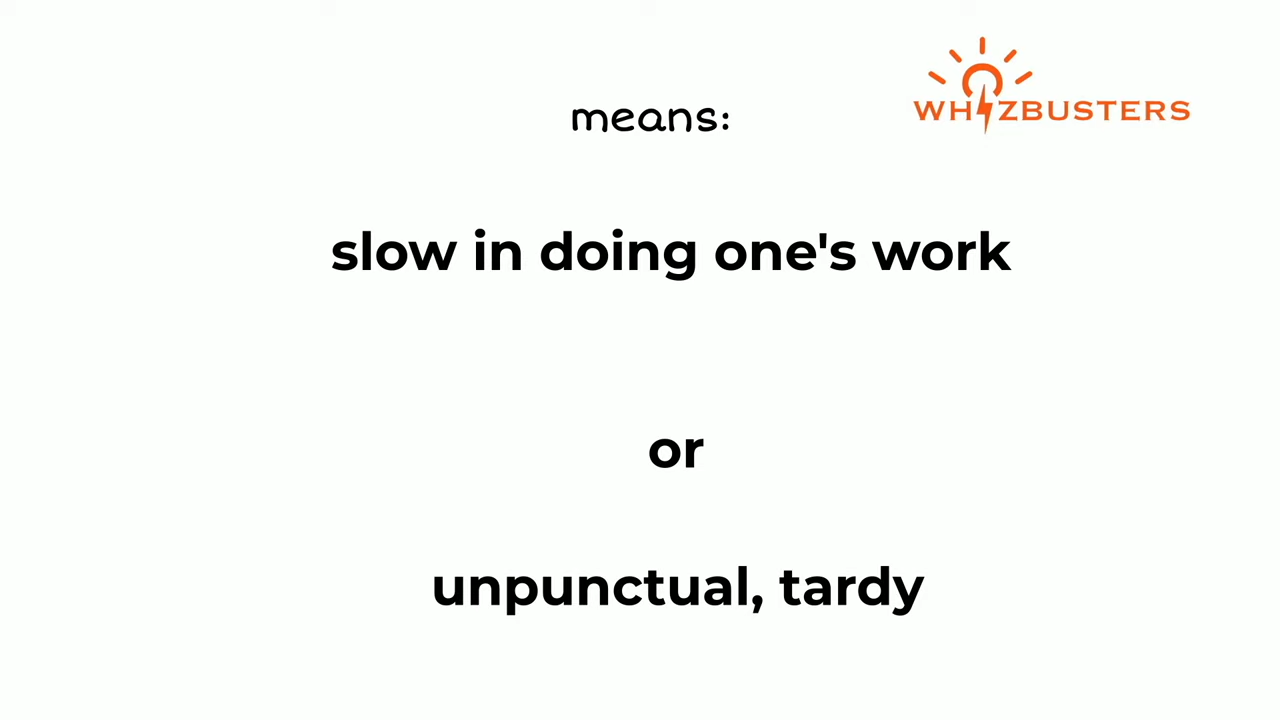 WHIZBUSTERS
means:
slow in doing one's work
or
unpunctual, tardy